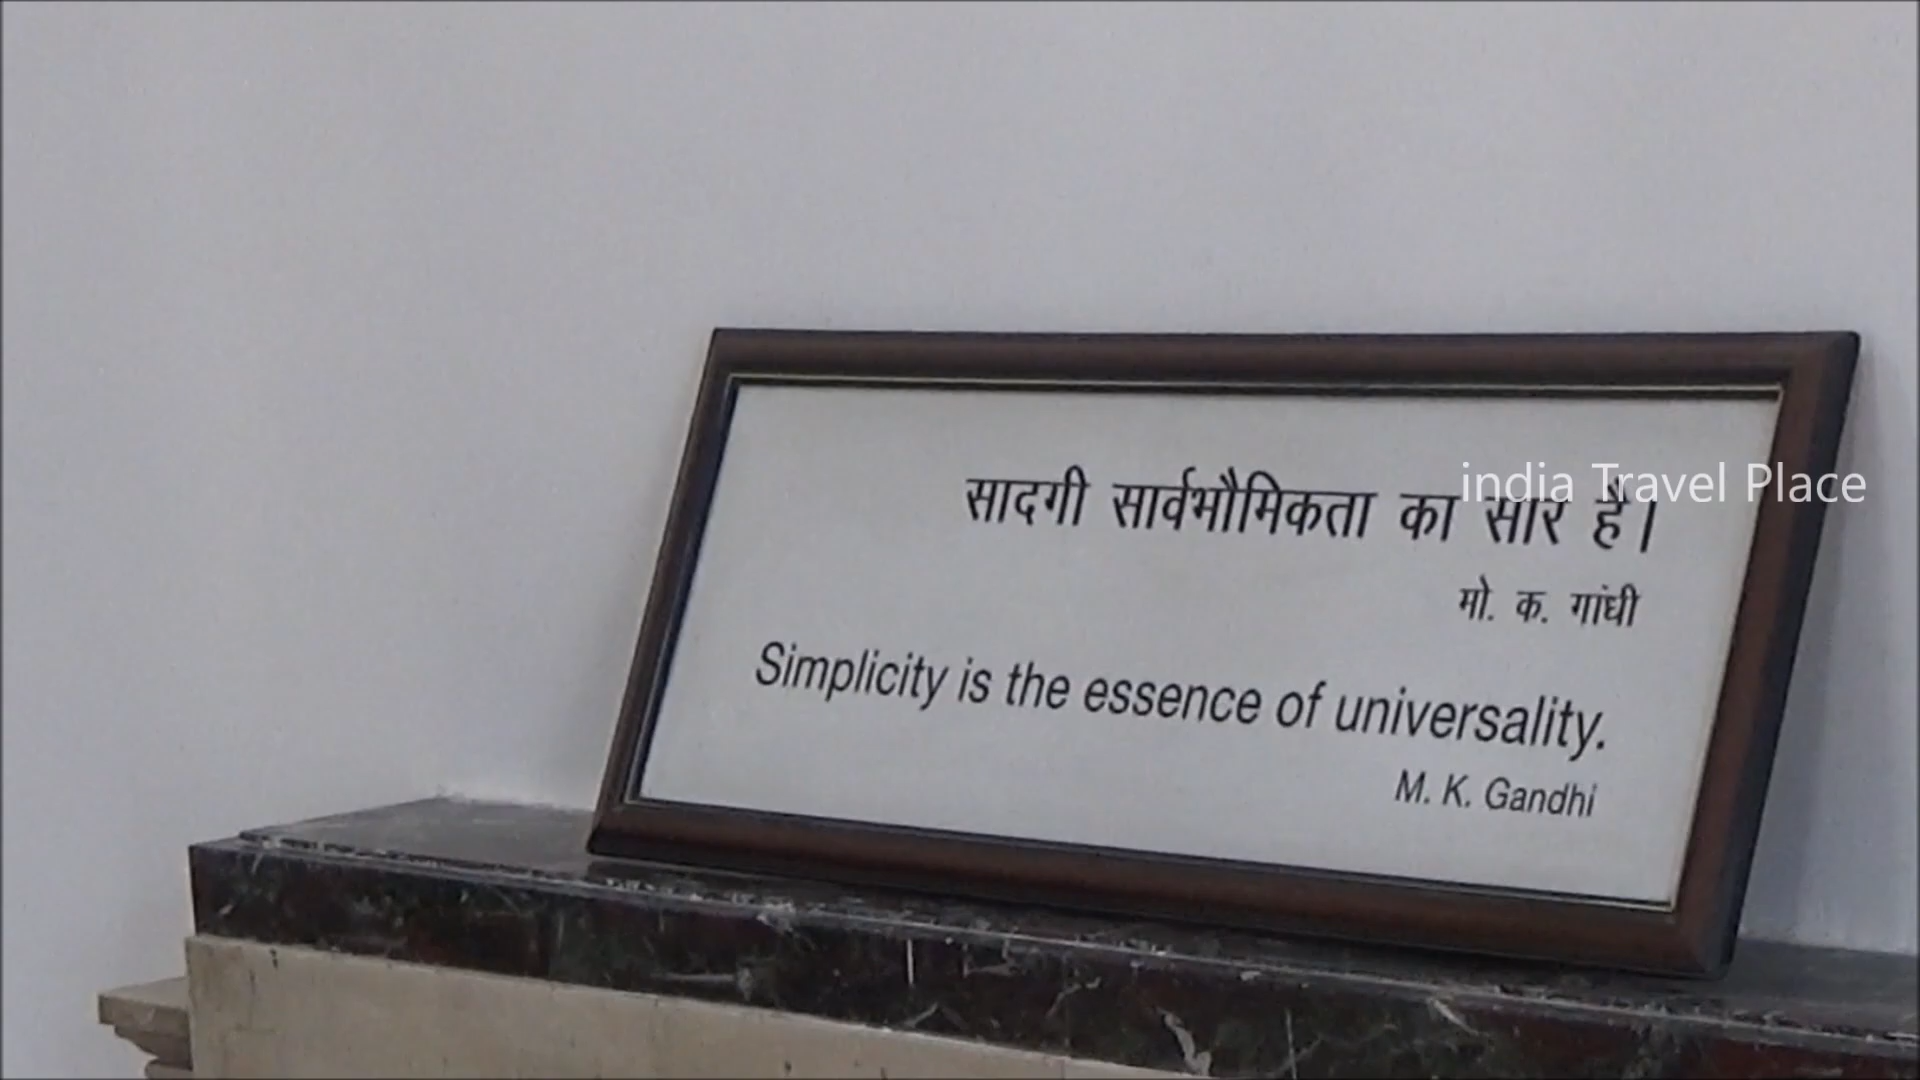 सादगी सार्वभौमिकता का सार है।
india Travel Place
मो. क. गांधी
Simplicity is the essence of universality.
M. K. Gandhi